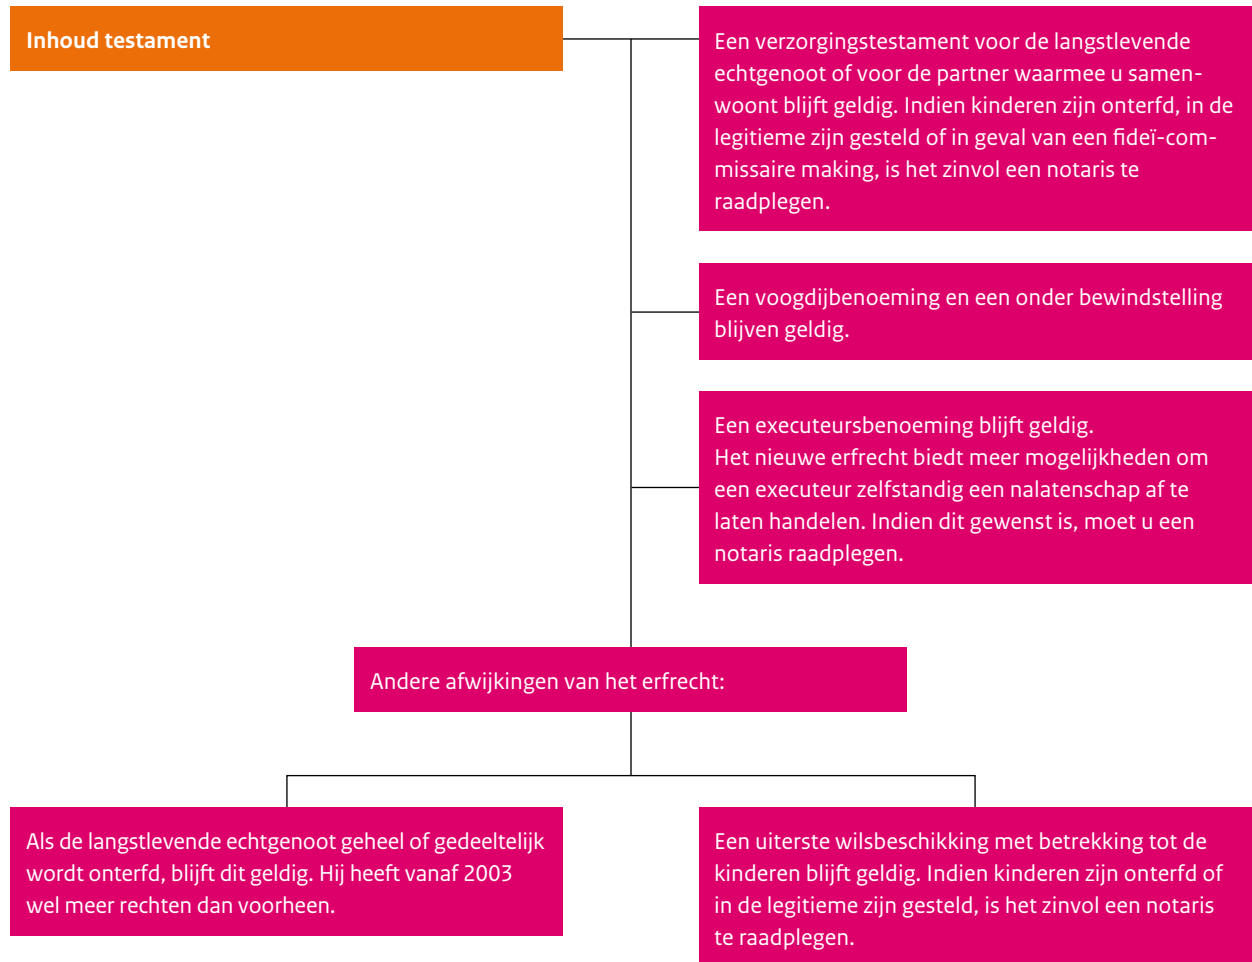 Inhoud testament
Een verzorgingstestament voor de langstlevende
echtgenoot of voor de partner waarmee u samen-
woont blijft geldig. Indien kinderen zijn onterfd, in de
legitieme zijn gesteld of in geval van een fideï-com-
missaire making, is het zinvol een notaris te
raadplegen.
Een voogdijbenoeming en een onder bewindstelling
blijven geldig.
Een executeursbenoeming blijft geldig.
Het nieuwe erfrecht biedt meer mogelijkheden om
een executeur zelfstandig een nalatenschap af te
laten handelen. Indien dit gewenst is, moet u een
notaris raadplegen.
Andere afwijkingen van het erfrecht:
Als de langstlevende echtgenoot geheel of gedeeltelijk
wordt onterfd, blijft dit geldig. Hij heeft vanaf 2003
wel meer rechten dan voorheen.
Een uiterste wilsbeschikking met betrekking tot de
kinderen blijft geldig. Indien kinderen zijn onterfd of
in de legitieme zijn gesteld, is het zinvol een notaris
te raadplegen.